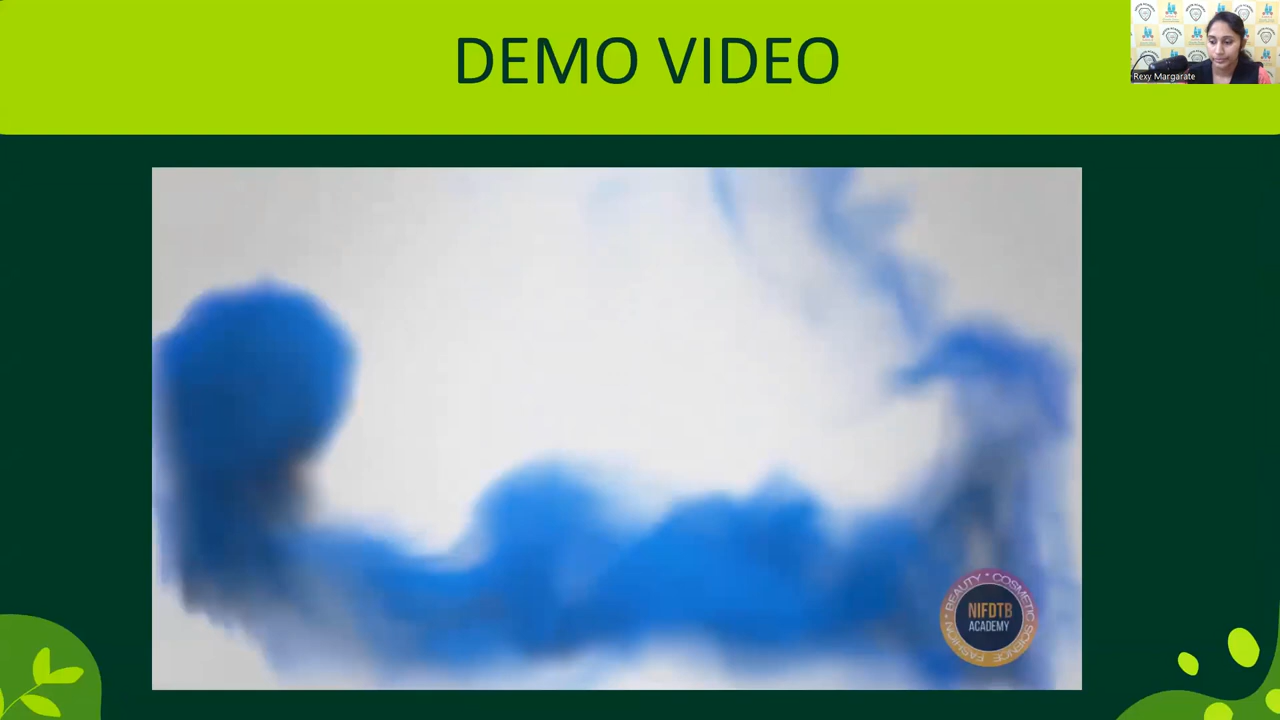 DEMO VIDEO
Rexy Margarate
BEAUTY * COSMETIC SCIENCE FASHION *
NIFDTB
ACADEMY